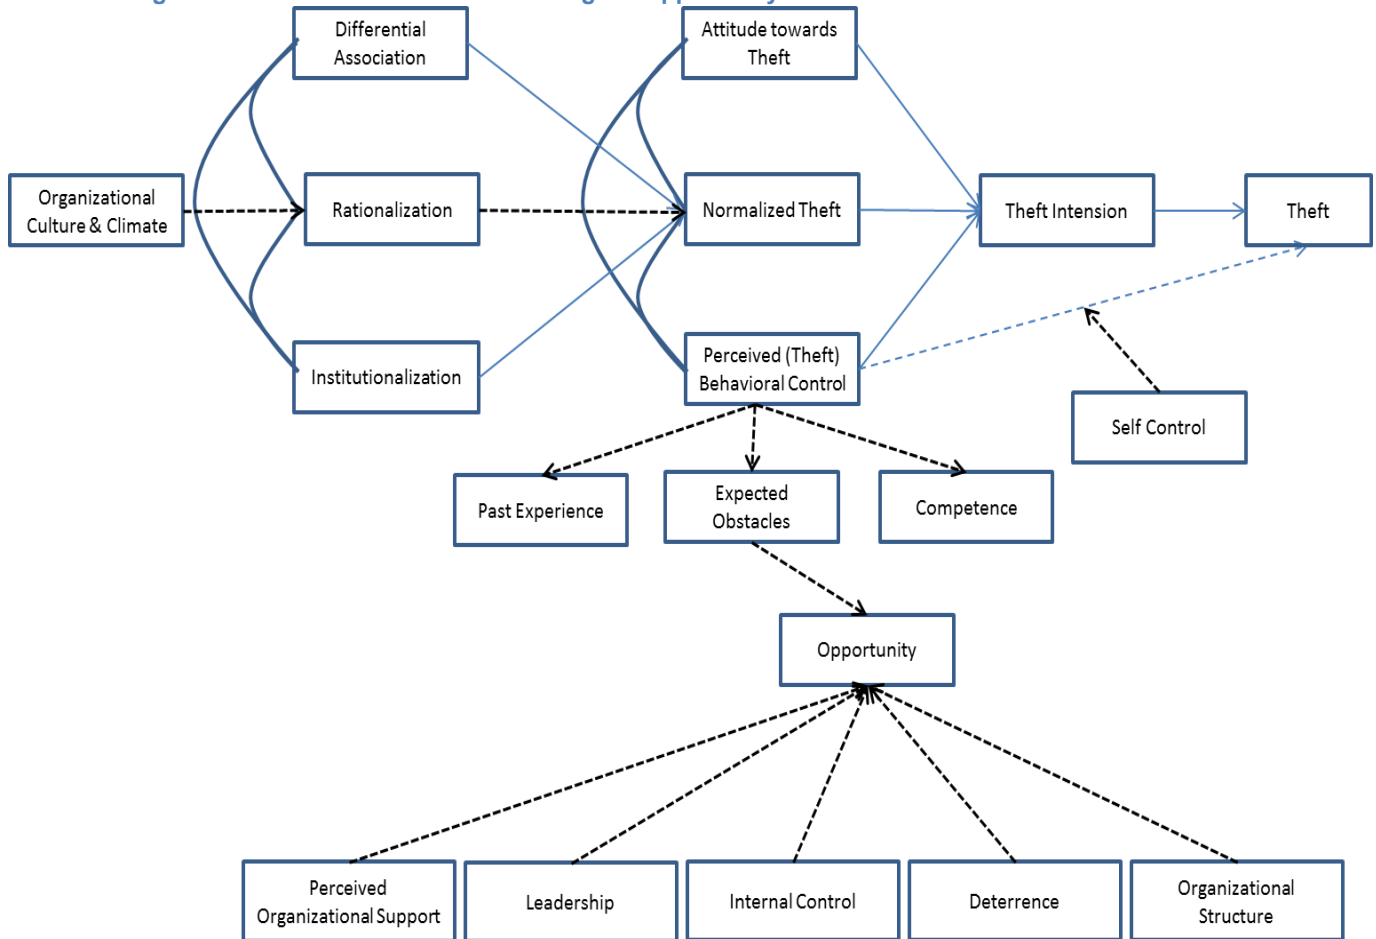 Differential
Association
Attitude towards
Theft
Organizational
Culture & Climate
Rationalization
Normalized Theft
Theft Intension
Theft
Institutionalization
Perceived (Theft)
Behavioral Control
Self Control
Past Experience
Expected
Obstacles
Competence
Opportunity
Perceived
Organizational Support
Leadership
Internal Control
Deterrence
Organizational
Structure